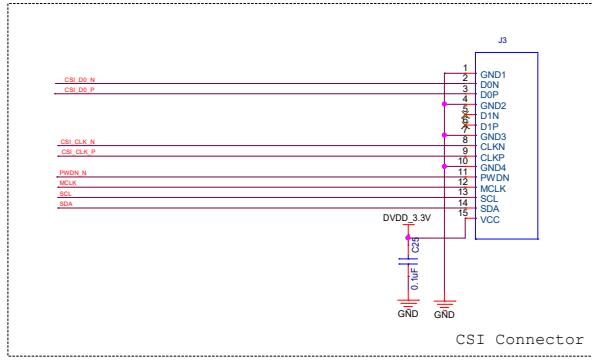 J3
1 GND1
CSI_D0_N 2 D0N
CSI_D0_P 3 D0P
4 GND2
5 D1N
6 D1P
7 GND3
CSI_CLK_N 8 CLKN
CSI_CLK_P 9 CLKP
10 GND4
PWDN_N 11 PWDN
MCLK 12 MCLK
SCL 13 SCL
SDA 14 SDA
15 VCC
DVDD_3.3V
C25
0.1uF
GND
GND
CSI Connector